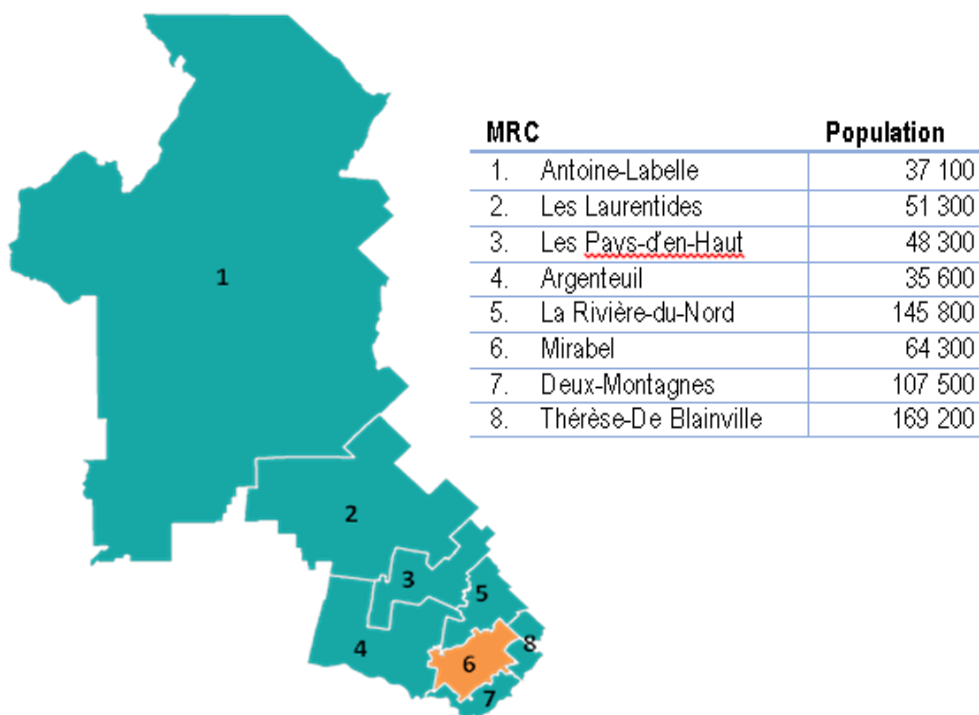 MRC Population
1. Antoine-Labelle 37 100
2. Les Laurentides 51 300
3. Les Pays-d'en-Haut 48 300
4. Argenteuil 35 600
5. La Rivière-du-Nord 145 800
6. Mirabel 64 300
7. Deux-Montagnes 107 500
8. Thérèse-De Blainville 169 200
1
2
3
5
4
8
6
7